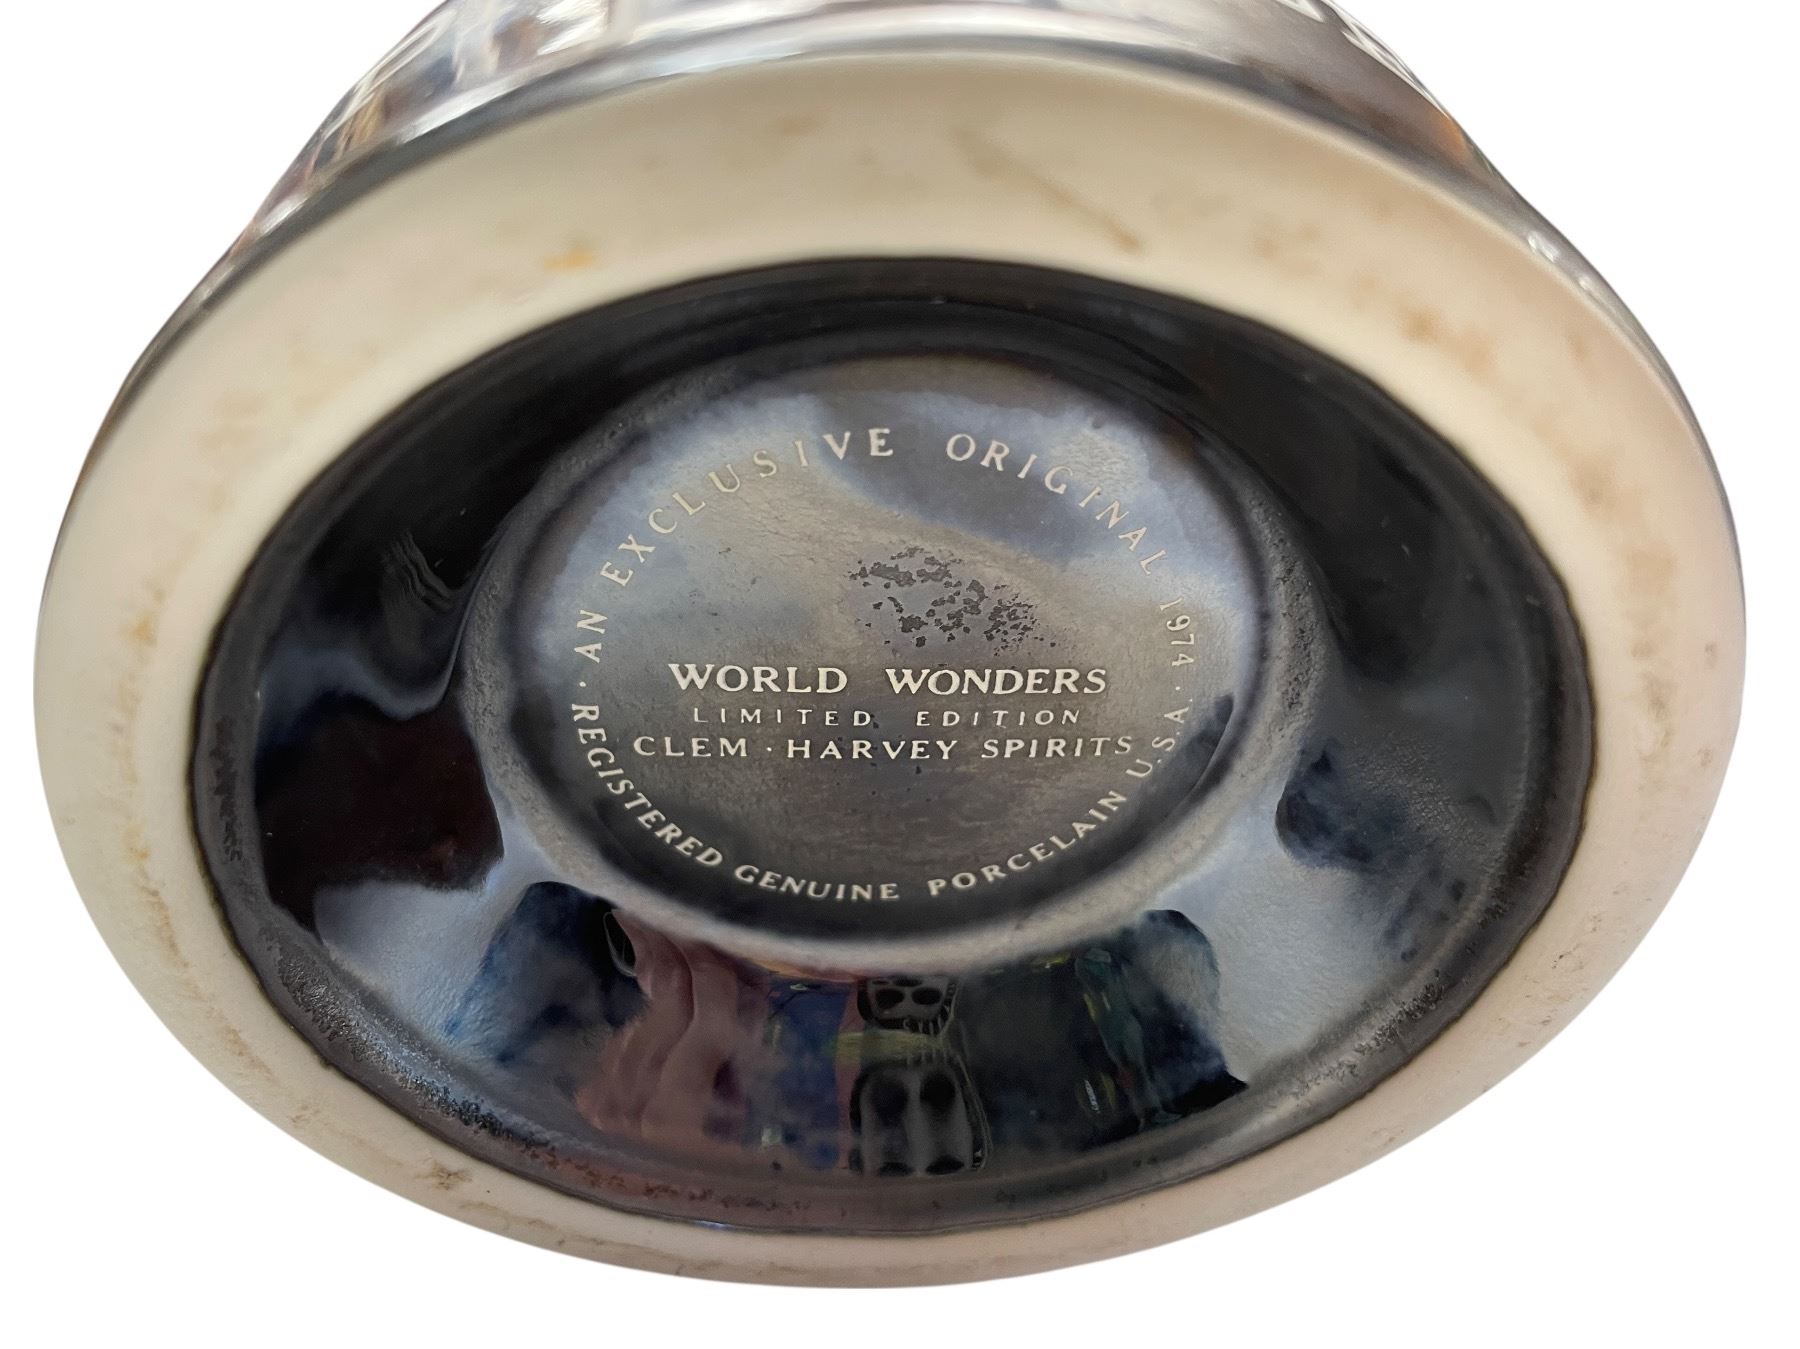 AN EXCLUSIVE ORIGINAL 1974 ·
WORLD WONDERS
LIMITED EDITION
CLEM · HARVEY SPIRITS
· REGISTERED GENUINE PORCELAIN U.S.A.